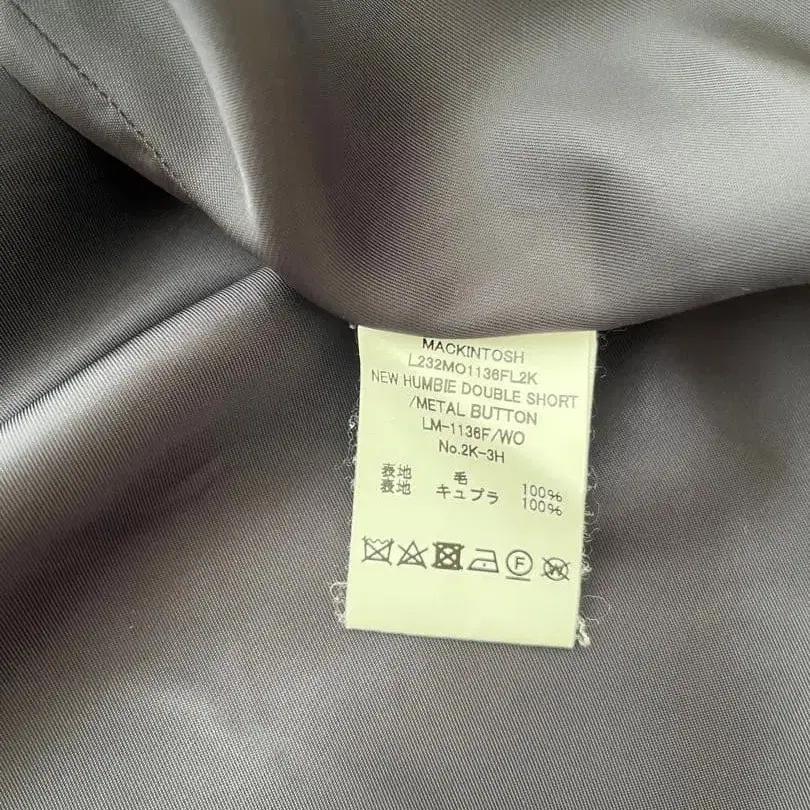 MACKINTOSH
L232MO1136FL2K
NEW HUMBIE DOUBLE SHORT
/METAL BUTTON
LM-1136F/WO
No.2K-3H
表地 毛 100%
表地 キュプラ 100%
F W